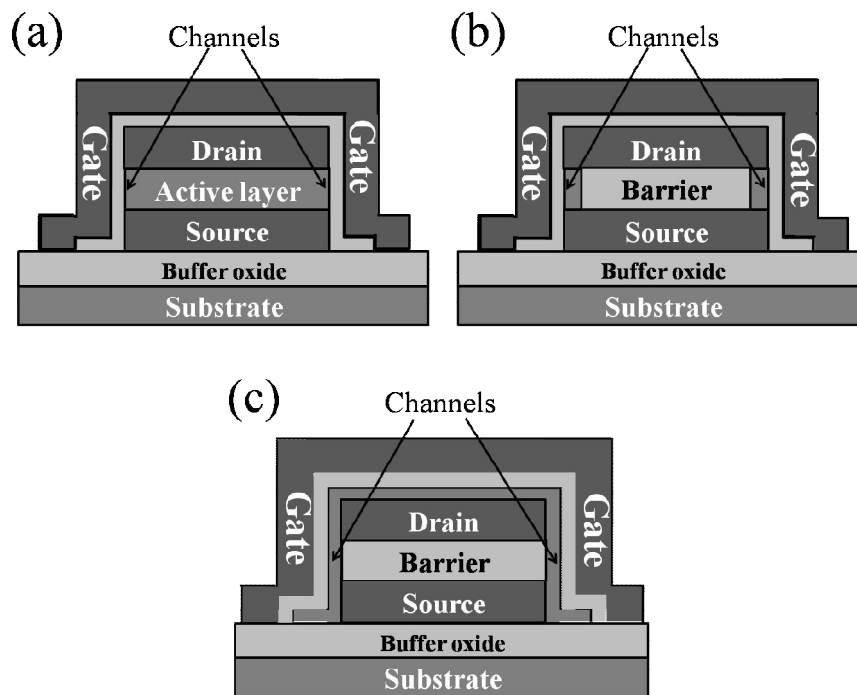 (a)
Channels
Gate
Gate
Drain
Active layer
Source
Buffer oxide
Substrate
(b)
Channels
Gate
Gate
Drain
Barrier
Source
Buffer oxide
Substrate
(c)
Channels
Gate
Gate
Drain
Barrier
Source
Buffer oxide
Substrate